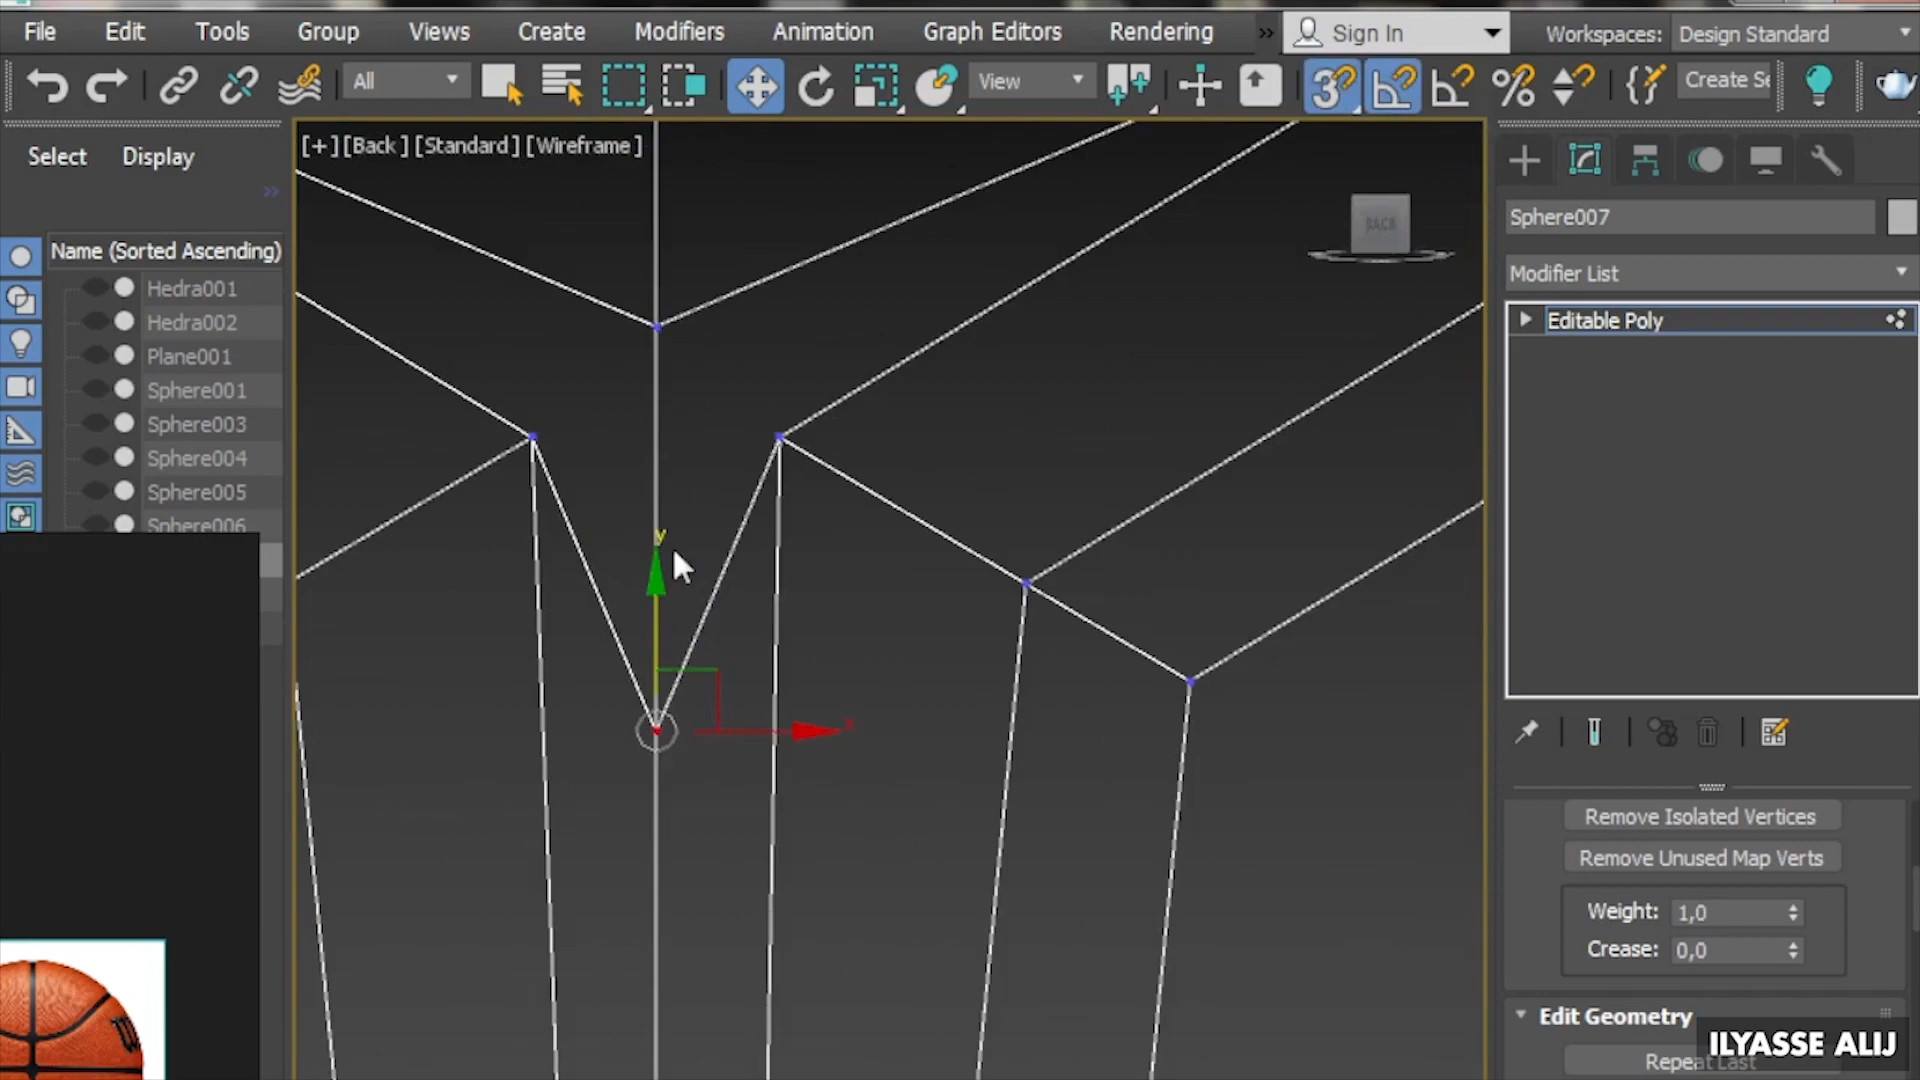 File Edit Tools Group Views Create Modifiers Animation Graph Editors Rendering » Sign In Workspaces: Design Standard
All View 3 % Create Se
Select Display
»
Name (Sorted Ascending)
Hedra001
Hedra002
Plane001
Sphere001
Sphere003
Sphere004
Sphere005
Sphere006
[+][Back][Standard][Wireframe]
BACK
y
x
W
Sphere007
Modifier List
Editable Poly
Remove Isolated Vertices
Remove Unused Map Verts
Weight: 1,0
Crease: 0,0
Edit Geometry
Repeat Last
ILYASSE ALIJ